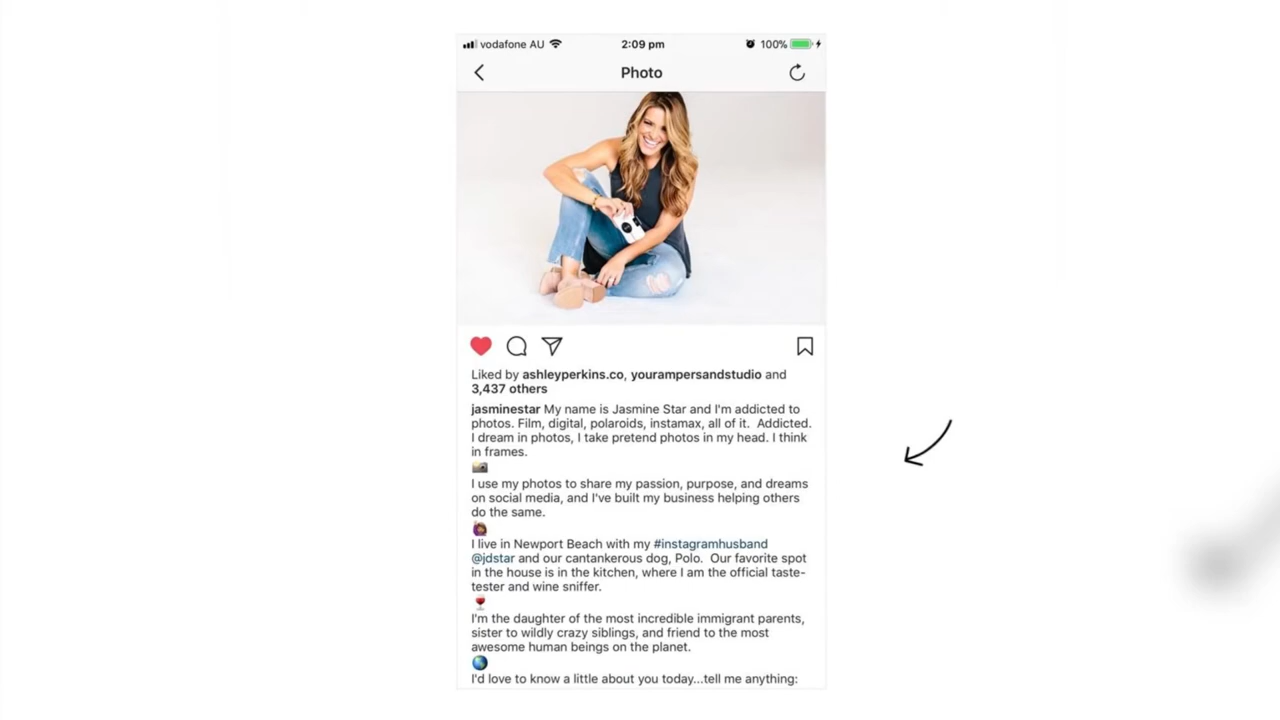 vodafone AU
2:09 pm
100%
Photo
Liked by ashleyperkins.co, yourampersandstudio and
3,437 others
jasminestar My name is Jasmine Star and I'm addicted to
photos. Film, digital, polaroids, instamax, all of it.  Addicted.
I dream in photos, I take pretend photos in my head. I think
in frames.
I use my photos to share my passion, purpose, and dreams
on social media, and I've built my business helping others
do the same.
I live in Newport Beach with my #instagramhusband
@jdstar and our cantankerous dog, Polo.  Our favorite spot
in the house is in the kitchen, where I am the official taste-
tester and wine sniffer.
I'm the daughter of the most incredible immigrant parents,
sister to wildly crazy siblings, and friend to the most
awesome human beings on the planet.
I'd love to know a little about you today...tell me anything: